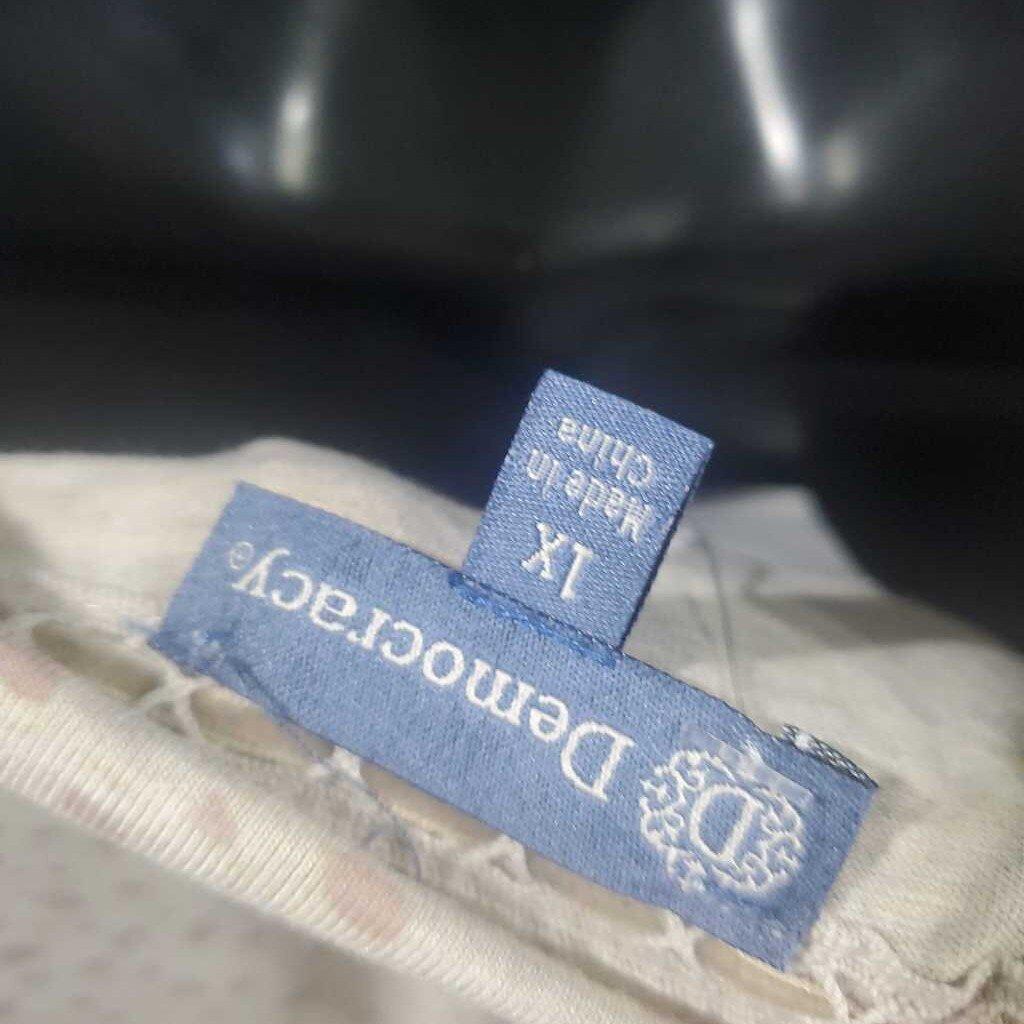 D Democracy®
1X
Made in
China